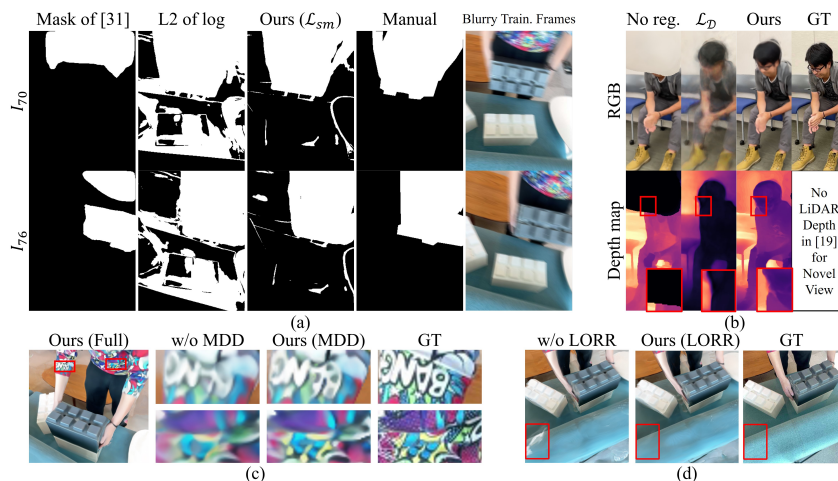 Mask of [31] L2 of log Ours (ℒ𝑠𝑚) Manual Blurry Train. Frames
I₇₀
I₇₆
(a)
No reg. ℒ𝒟 Ours GT
RGB
Depth map
No
LiDAR
Depth
in [19]
for
Novel
View
(b)
Ours (Full) w/o MDD Ours (MDD) GT
BANG
(c)
w/o LORR Ours (LORR) GT
(d)